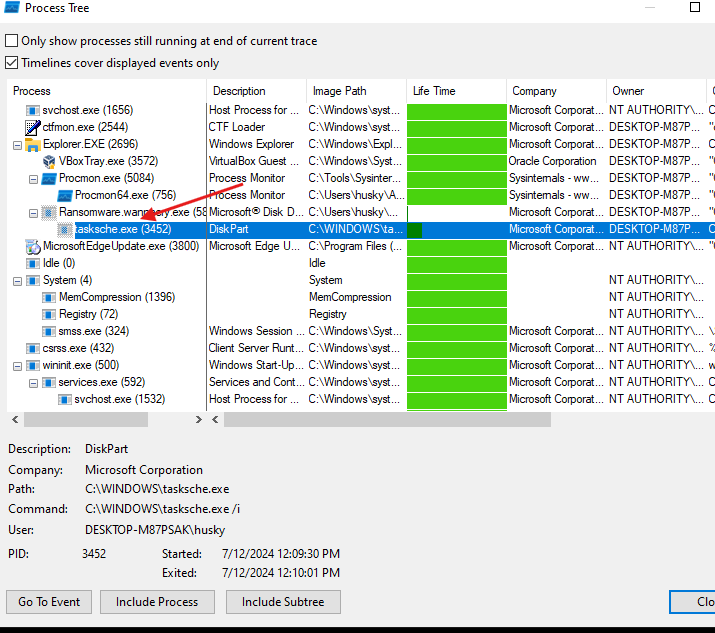 Process Tree
Only show processes still running at end of current trace
Timelines cover displayed events only
Process Description Image Path Life Time Company Owner
svchost.exe (1656) Host Process for ... C:\Windows\syst... Microsoft Corporat... NT AUTHORITY\...
ctfmon.exe (2544) CTF Loader C:\Windows\syst... Microsoft Corporat... DESKTOP-M87P...
Explorer.EXE (2696) Windows Explorer C:\Windows\Expl... Microsoft Corporat... DESKTOP-M87P...
VBoxTray.exe (3572) VirtualBox Guest ... C:\Windows\Syst... Oracle Corporation DESKTOP-M87P...
Procmon.exe (5084) Process Monitor C:\Tools\Sysinter... Sysinternals - ww... DESKTOP-M87P...
Procmon64.exe (756) Process Monitor C:\Users\husky\A... Sysinternals - ww... DESKTOP-M87P...
Ransomware.wannacry.exe (58 Microsoft® Disk D... C:\Users\husky\... Microsoft Corporat... DESKTOP-M87P...
tasksche.exe (3452) DiskPart C:\WINDOWS\ta... Microsoft Corporat... DESKTOP-M87P...
MicrosoftEdgeUpdate.exe (3800) Microsoft Edge U... C:\Program Files (... Microsoft Corporat... NT AUTHORITY\...
Idle (0) Idle
System (4) System NT AUTHORITY\...
MemCompression (1396) MemCompression NT AUTHORITY\...
Registry (72) Registry NT AUTHORITY\...
smss.exe (324) Windows Session ... C:\Windows\Syst... Microsoft Corporat... NT AUTHORITY\...
csrss.exe (432) Client Server Runt... C:\Windows\syst... Microsoft Corporat... NT AUTHORITY\...
wininit.exe (500) Windows Start-Up... C:\Windows\syst... Microsoft Corporat... NT AUTHORITY\...
services.exe (592) Services and Cont... C:\Windows\syst... Microsoft Corporat... NT AUTHORITY\...
svchost.exe (1532) Host Process for ... C:\Windows\syst... Microsoft Corporat... NT AUTHORITY\...
Description: DiskPart
Company: Microsoft Corporation
Path: C:\WINDOWS\tasksche.exe
Command: C:\WINDOWS\tasksche.exe /i
User: DESKTOP-M87PSAK\husky
PID: 3452 Started: 7/12/2024 12:09:30 PM
Exited: 7/12/2024 12:10:01 PM
Go To Event Include Process Include Subtree Clo